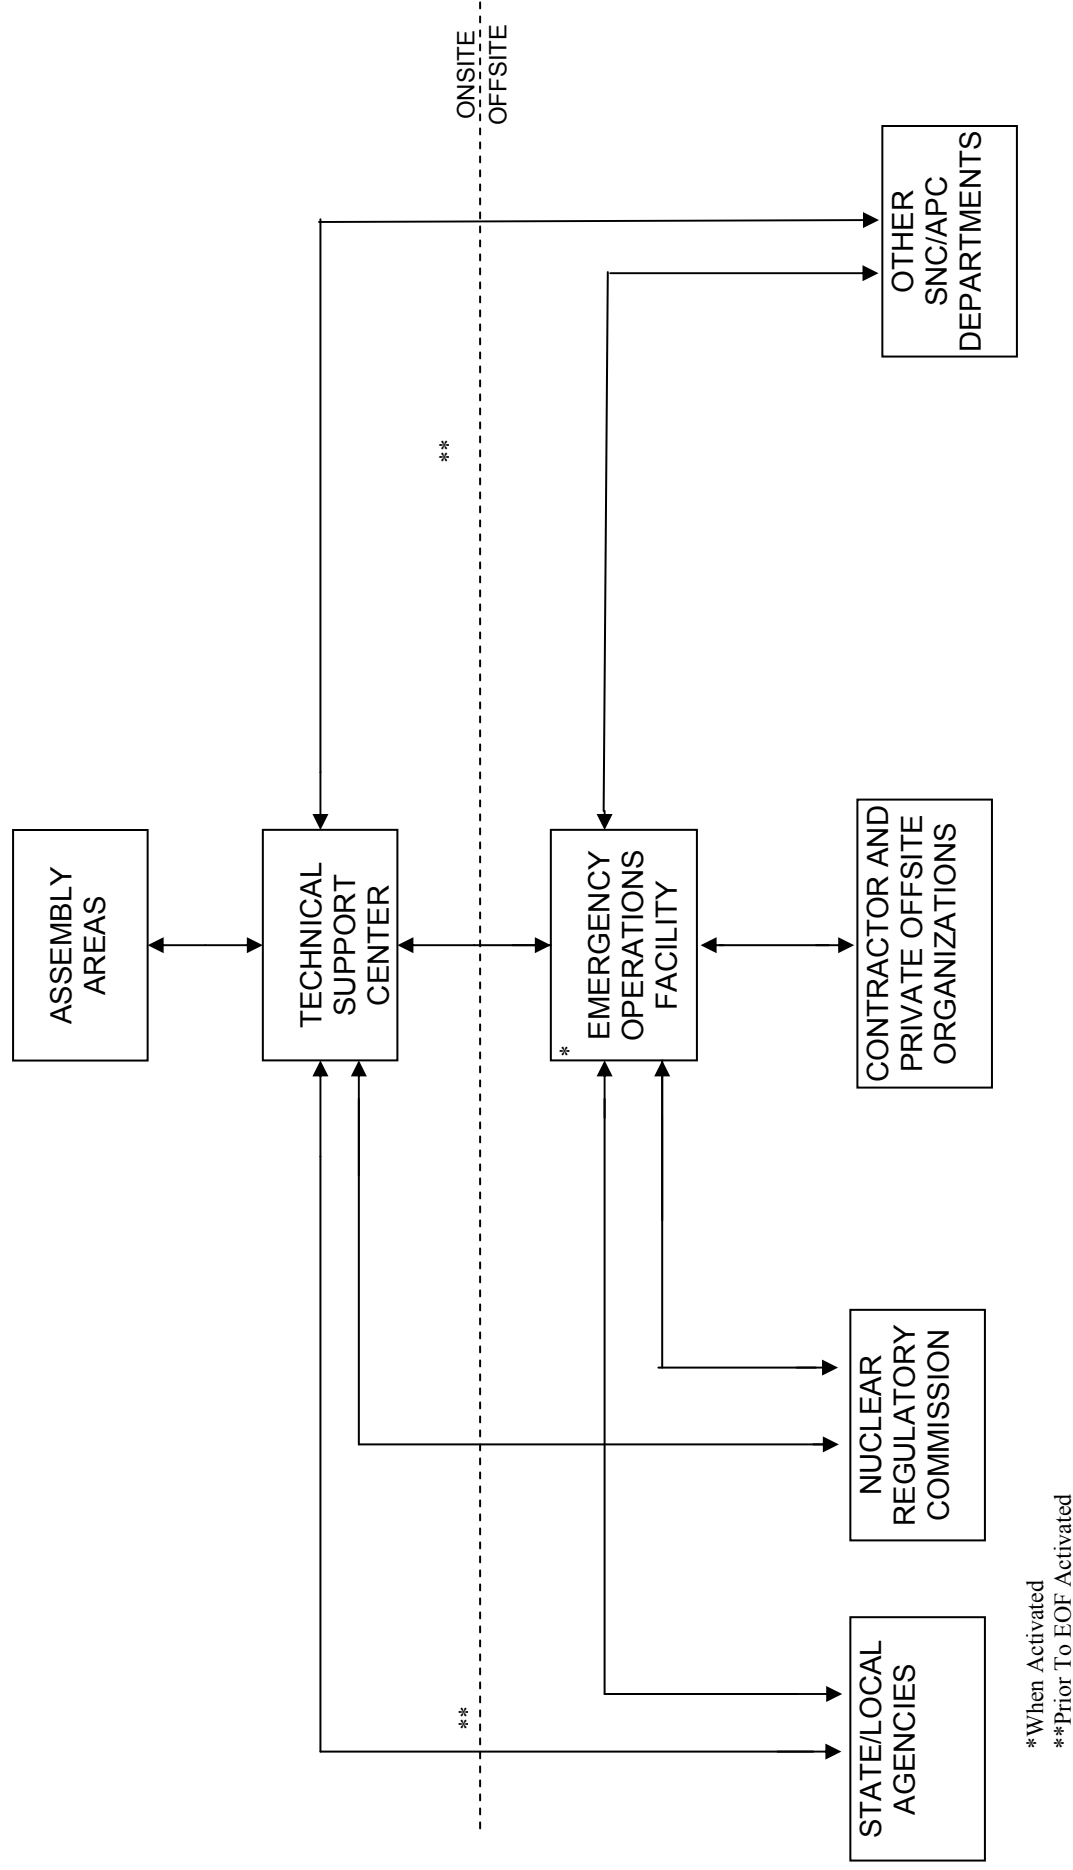 ONSITE
OFFSITE
ASSEMBLY
AREAS
TECHNICAL
SUPPORT
CENTER
**
**
*
EMERGENCY
OPERATIONS
FACILITY
STATE/LOCAL
AGENCIES
NUCLEAR
REGULATORY
COMMISSION
CONTRACTOR AND
PRIVATE OFFSITE
ORGANIZATIONS
OTHER
SNC/APC
DEPARTMENTS
*When Activated
**Prior To EOF Activated